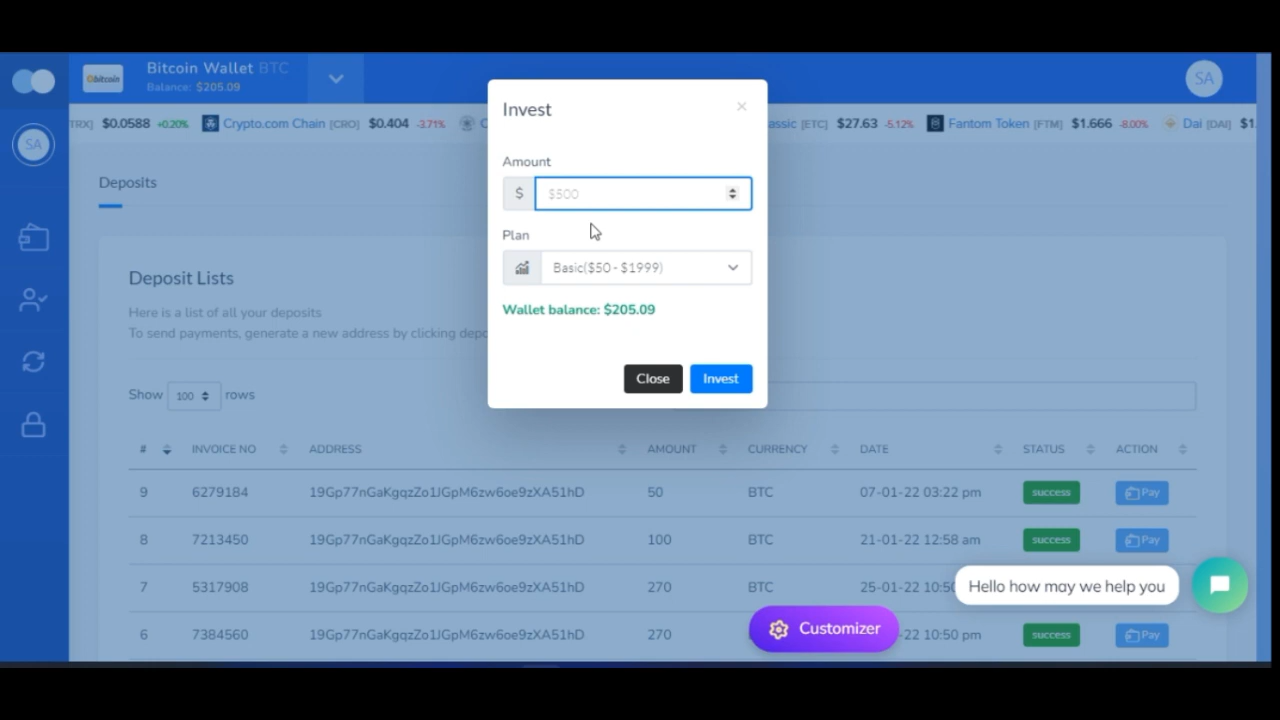 Bitcoin Wallet BTC
Balance: $205.09
SA
TRX] $0.0588 +0.20% Crypto.com Chain [CRO] $0.404 -3.71% assic [ETC] $27.63 -5.12% Fantom Token [FTM] $1.666 -8.00% Dai [DAI] $1.
SA
Invest
×
Amount
$ $500
Plan
Basic($50 - $1999)
Wallet balance: $205.09
Close Invest
Deposits
Deposit Lists
Here is a list of all your deposits
To send payments, generate a new address by clicking depo
Show 100 rows
# INVOICE NO ADDRESS AMOUNT CURRENCY DATE STATUS ACTION
9 6279184 19Gp77nGaKgqzZo1JGpM6zw6oe9zXA51hD 50 BTC 07-01-22 03:22 pm success Pay
8 7213450 19Gp77nGaKgqzZo1JGpM6zw6oe9zXA51hD 100 BTC 21-01-22 12:58 am success Pay
7 5317908 19Gp77nGaKgqzZo1JGpM6zw6oe9zXA51hD 270 BTC 25-01-22 10:50
Hello how may we help you
6 7384560 19Gp77nGaKgqzZo1JGpM6zw6oe9zXA51hD 270 -22 10:50 pm success Pay
Customizer